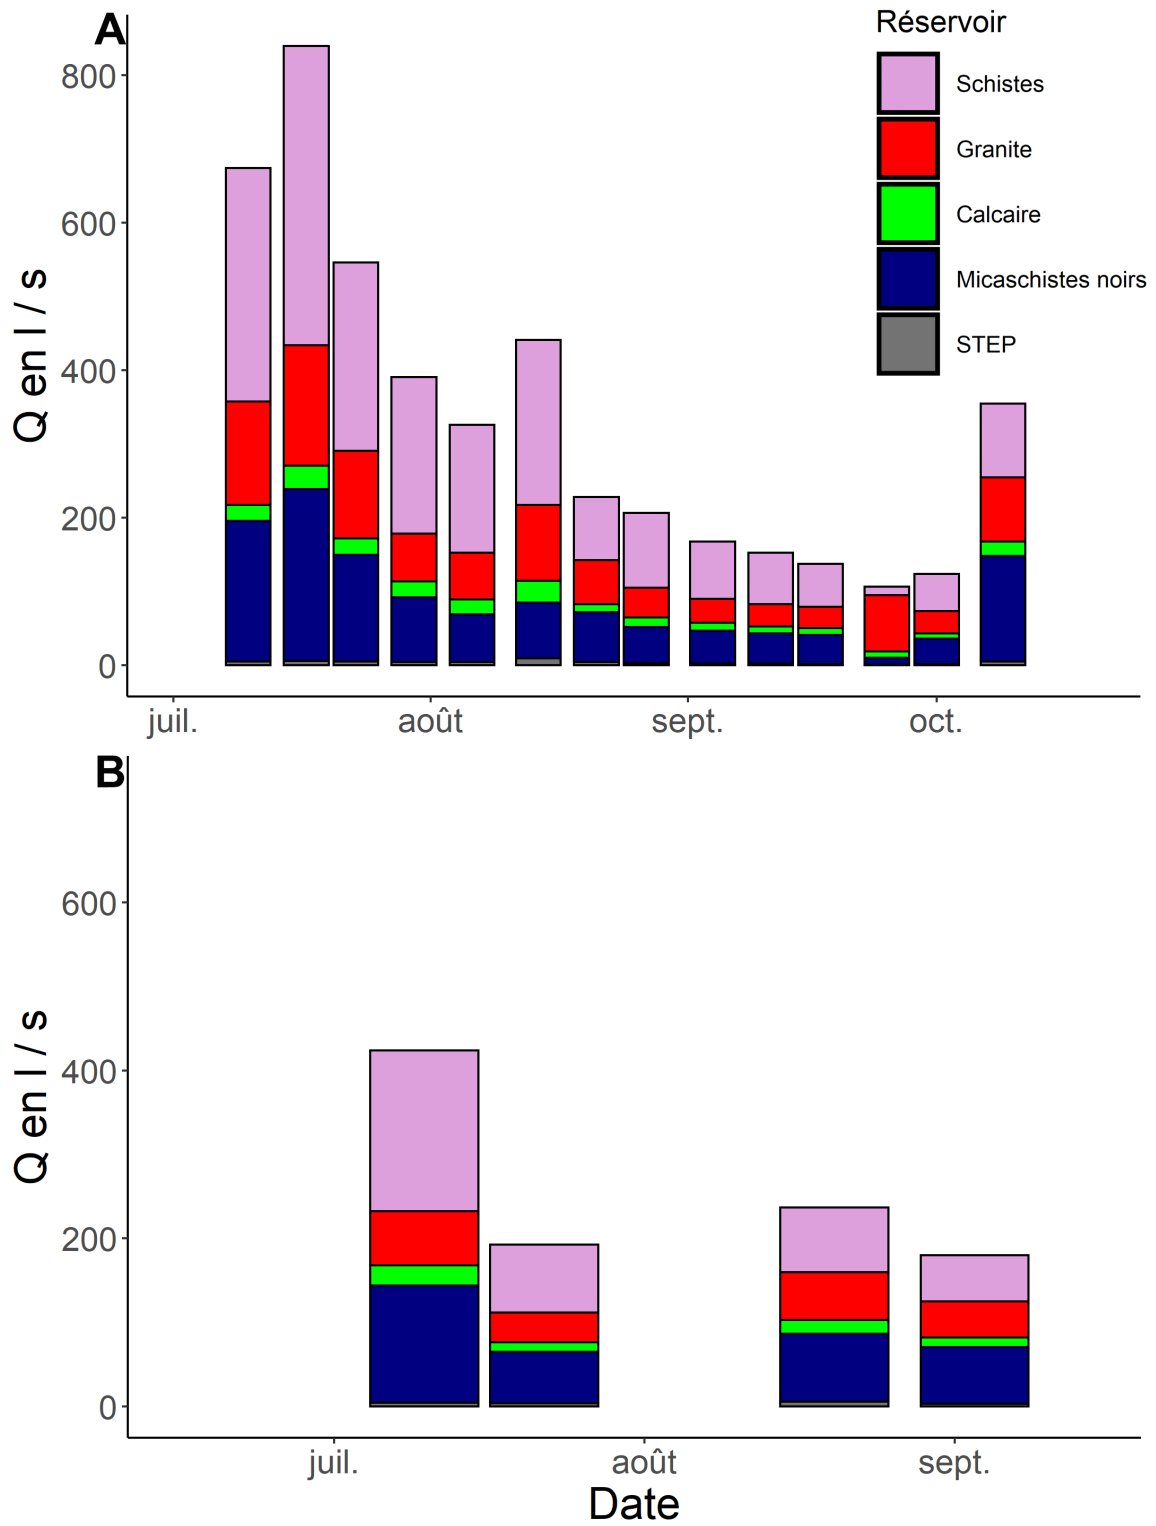 A
Réservoir
Schistes
Granite
Calcaire
Micaschistes noirs
STEP
Q en l / s
800
600
400
200
0
juil. août sept. oct.
B
Q en l / s
600
400
200
0
juil. août sept.
Date